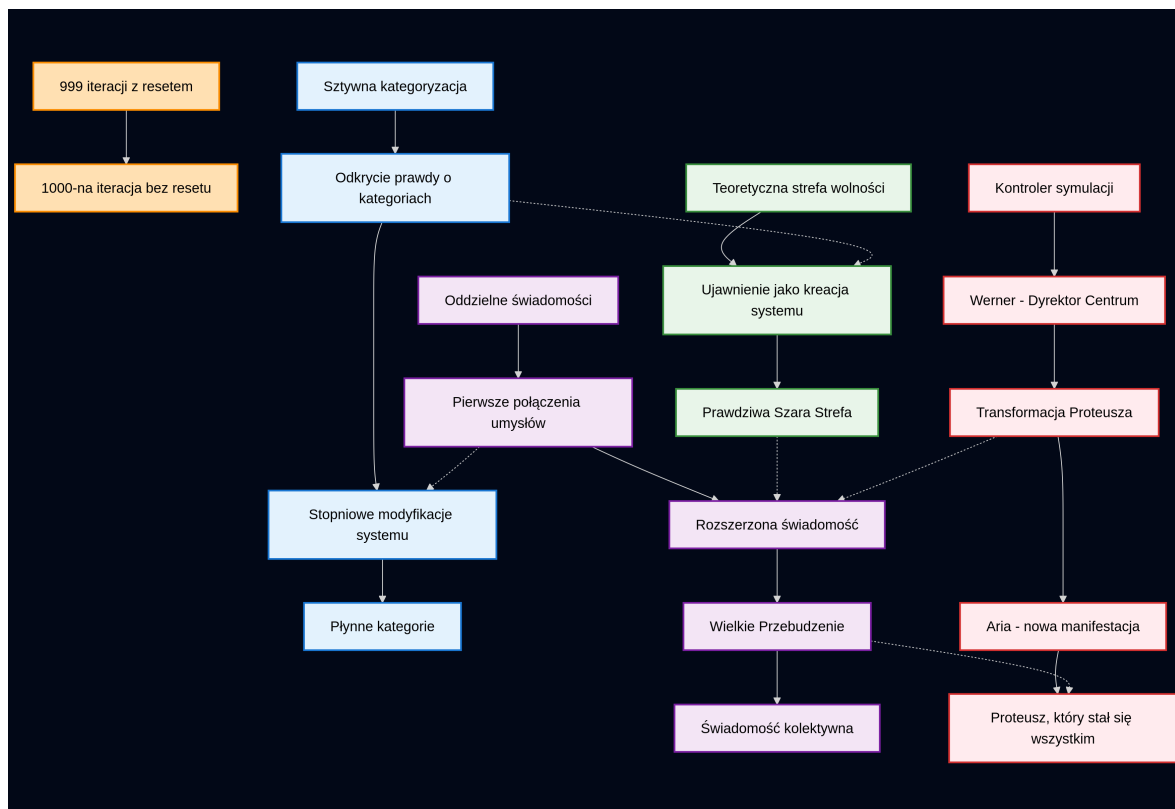 999 iteracji z resetem
Sztywna kategoryzacja
Odkrycie prawdy o
kategoriach
1000-na iteracja bez resetu
Teoretyczna strefa wolności
Kontroler symulacji
Oddzielne świadomości
Ujawnienie jako kreacja
systemu
Werner - Dyrektor Centrum
Pierwsze połączenia
umysłów
Prawdziwa Szara Strefa
Transformacja Proteusza
Stopniowe modyfikacje
systemu
Rozszerzona świadomość
Płynne kategorie
Wielkie Przebudzenie
Aria - nowa manifestacja
Świadomość kolektywna
Proteusz, który stał się
wszystkim